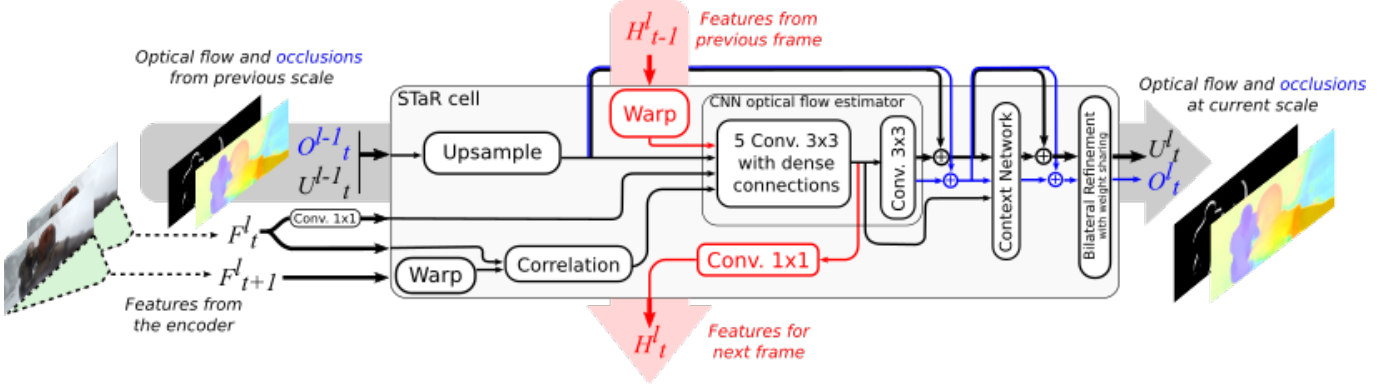 H^l_{t-1}
Features from
previous frame
Optical flow and occlusions
from previous scale
Optical flow and occlusions
at current scale
STaR cell
Warp
CNN optical flow estimator
O^{l-1}_t
U^{l-1}_t
Upsample
5 Conv. 3x3
with dense
connections
Conv. 3x3
Context Network
Bilateral Refinement
with weight sharing
U^l_t
O^l_t
F^l_t
Conv. 1x1
F^l_{t+1}
Warp
Correlation
Conv. 1x1
Features from
the encoder
H^l_t
Features for
next frame